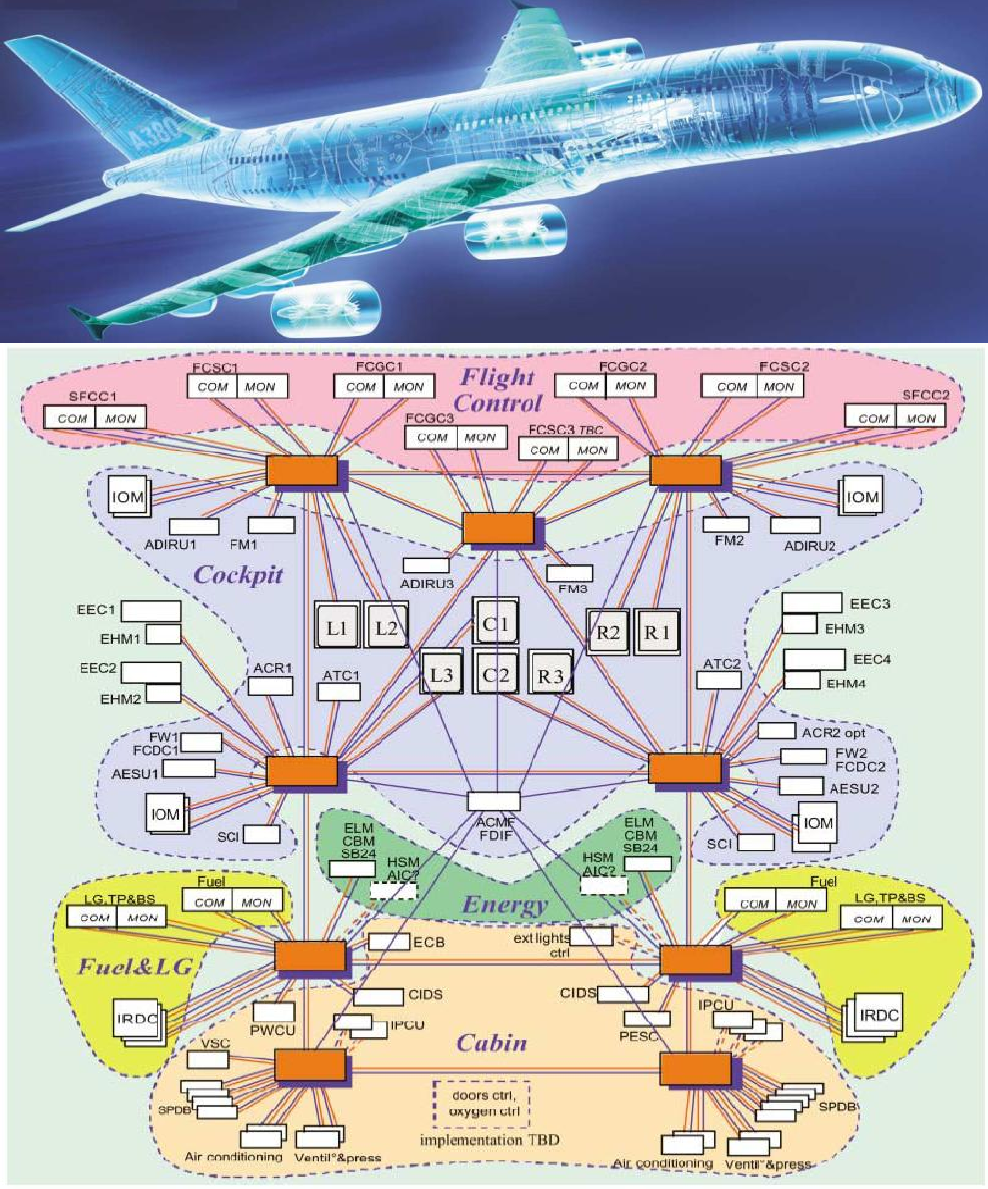 A380
FCSC1
COM MON
FCGC1
COM MON
Flight
Control
FCGC2
COM MON
FCSC2
COM MON
SFCC1
COM MON
SFCC2
COM MON
FCGC3
COM MON
FCSC3 TBC
COM MON
IOM
IOM
ADIRU1
FM1
FM2
ADIRU2
ADIRU3
FM3
Cockpit
EEC1
EHM1
EEC2
EHM2
L1
L2
C1
R2
R1
L3
C2
R3
EEC3
EHM3
EEC4
EHM4
ACR1
ATC1
ATC2
FW1
FCDC1
AESU1
IOM
SCI
ACR2 opt
FW2
FCDC2
AESU2
IOM
SCI
ACMF
FDIF
ELM
CBM
SB24
HSM
AIC?
ELM
CBM
SB24
HSM
AIC?
Energy
Fuel
COM MON
LG,TP&BS
COM MON
Fuel
COM MON
LG,TP&BS
COM MON
Fuel&LG
ECB
ext lights
ctrl
IRDC
PWCU
CIDS
IPCU
CIDS
PESC
IPCU
IRDC
Cabin
VSC
SPDB
doors ctrl,
oxygen ctrl
implementation TBD
SPDB
Air conditioning
Ventil°&press
Air conditioning
Ventil°&press